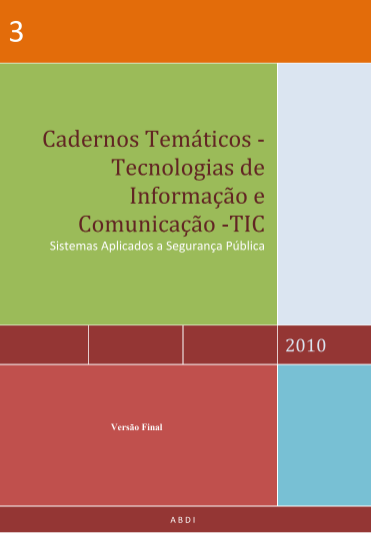 3
Cadernos Temáticos -
Tecnologias de
Informação e
Comunicação -TIC
Sistemas Aplicados a Segurança Pública
2010
Versão Final
ABDI